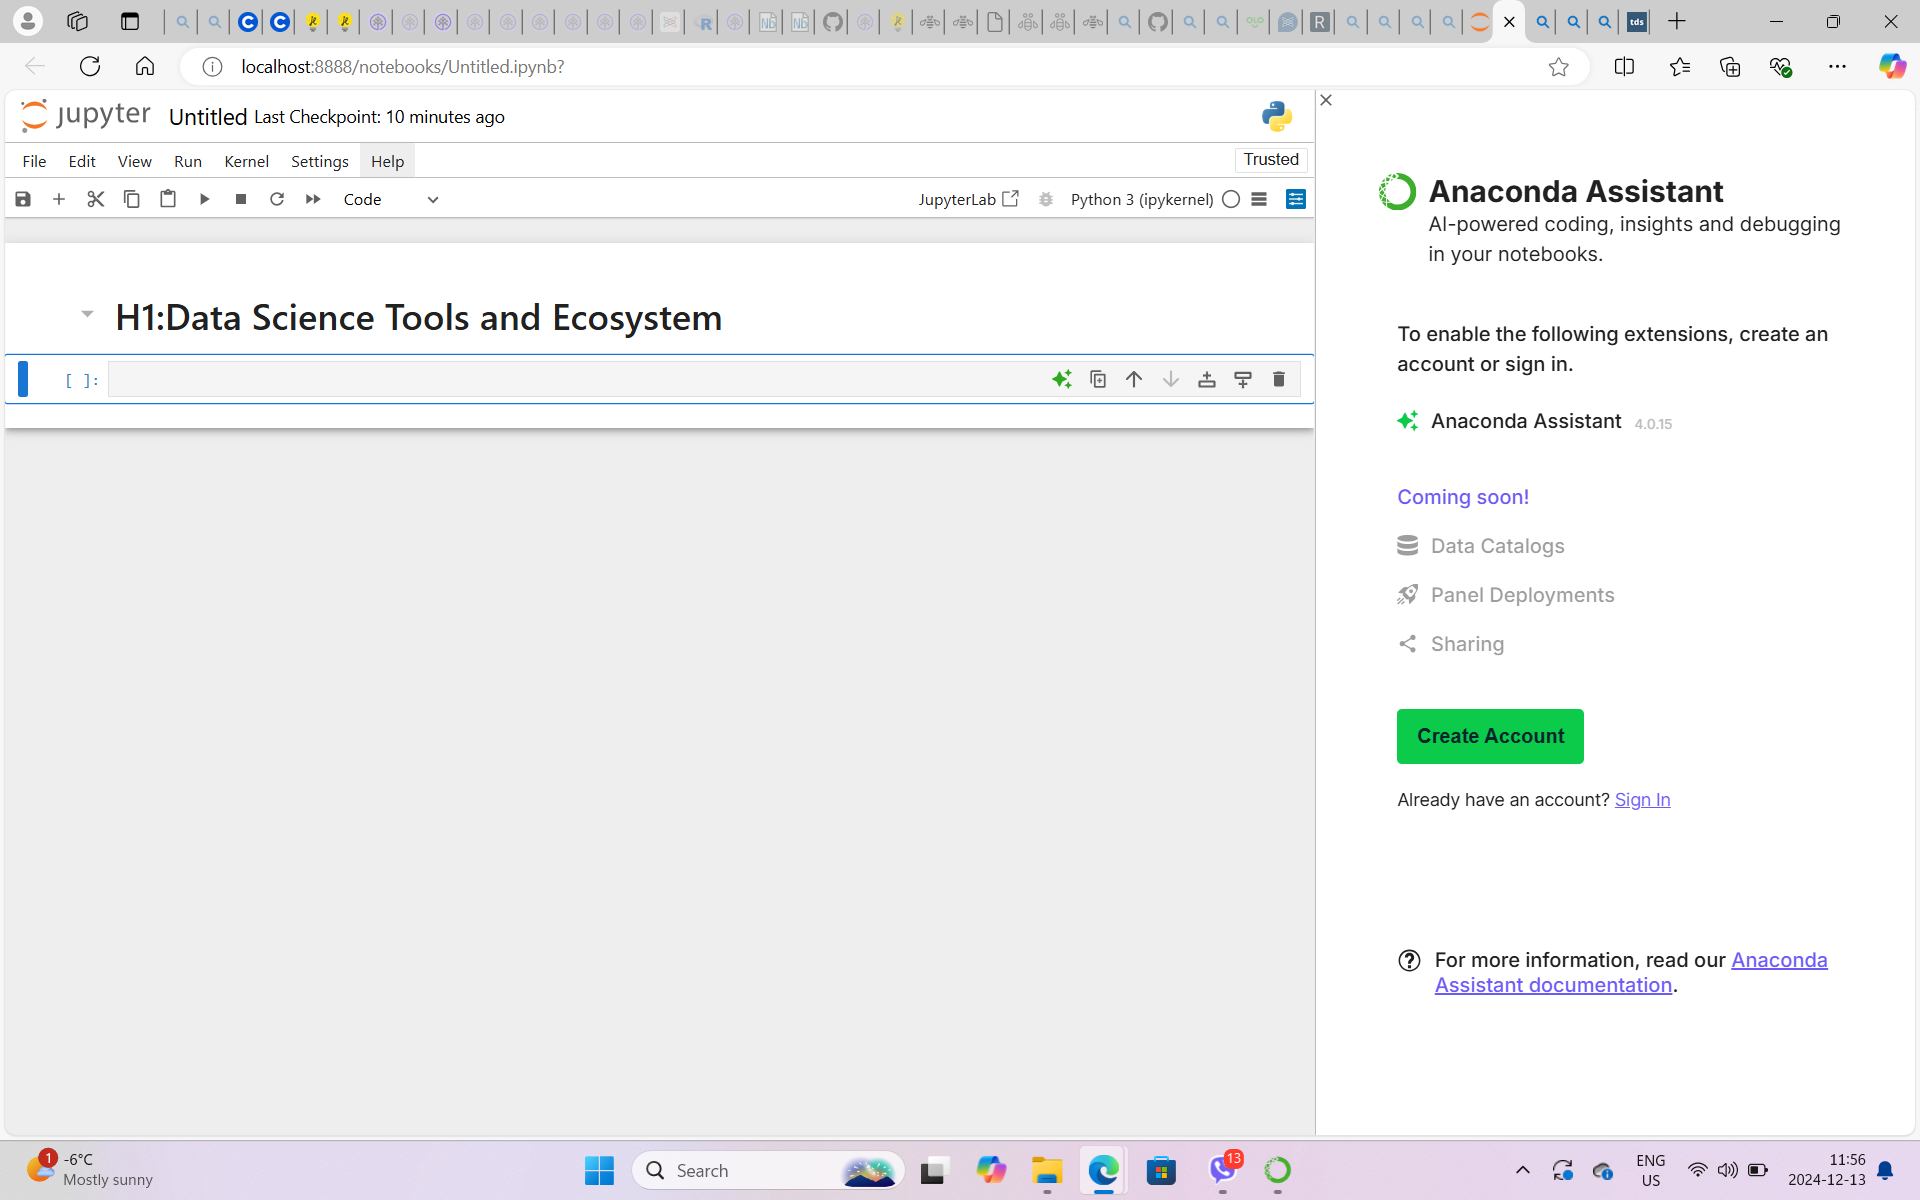 tds
localhost:8888/notebooks/Untitled.ipynb?
jupyter Untitled Last Checkpoint: 10 minutes ago
File Edit View Run Kernel Settings Help Trusted
Code JupyterLab Python 3 (ipykernel)
H1:Data Science Tools and Ecosystem
[ ]:
Anaconda Assistant
AI-powered coding, insights and debugging
in your notebooks.
To enable the following extensions, create an
account or sign in.
Anaconda Assistant 4.0.15
Coming soon!
Data Catalogs
Panel Deployments
Sharing
Create Account
Already have an account? Sign In
For more information, read our Anaconda
Assistant documentation.
1
-6°C
Mostly sunny
Search
13
ENG
US
11:56
2024-12-13